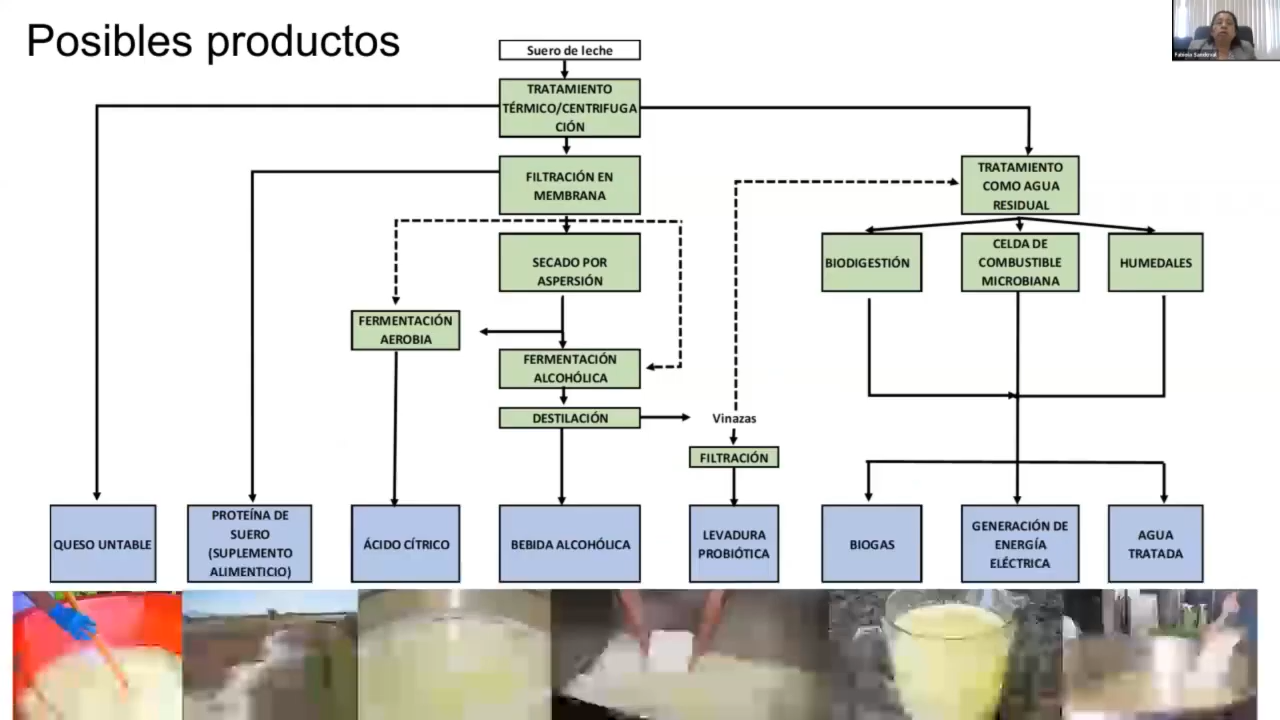 Posibles productos
Fabiola Sandoval
Suero de leche
TRATAMIENTO
TÉRMICO/CENTRIFUGA
CIÓN
FILTRACIÓN EN
MEMBRANA
TRATAMIENTO
COMO AGUA
RESIDUAL
SECADO POR
ASPERSIÓN
BIODIGESTIÓN
CELDA DE
COMBUSTIBLE
MICROBIANA
HUMEDALES
FERMENTACIÓN
AEROBIA
FERMENTACIÓN
ALCOHÓLICA
DESTILACIÓN
Vinazas
FILTRACIÓN
QUESO UNTABLE
PROTEÍNA DE
SUERO
(SUPLEMENTO
ALIMENTICIO)
ÁCIDO CÍTRICO
BEBIDA ALCOHÓLICA
LEVADURA
PROBIÓTICA
BIOGAS
GENERACIÓN DE
ENERGÍA
ELÉCTRICA
AGUA
TRATADA